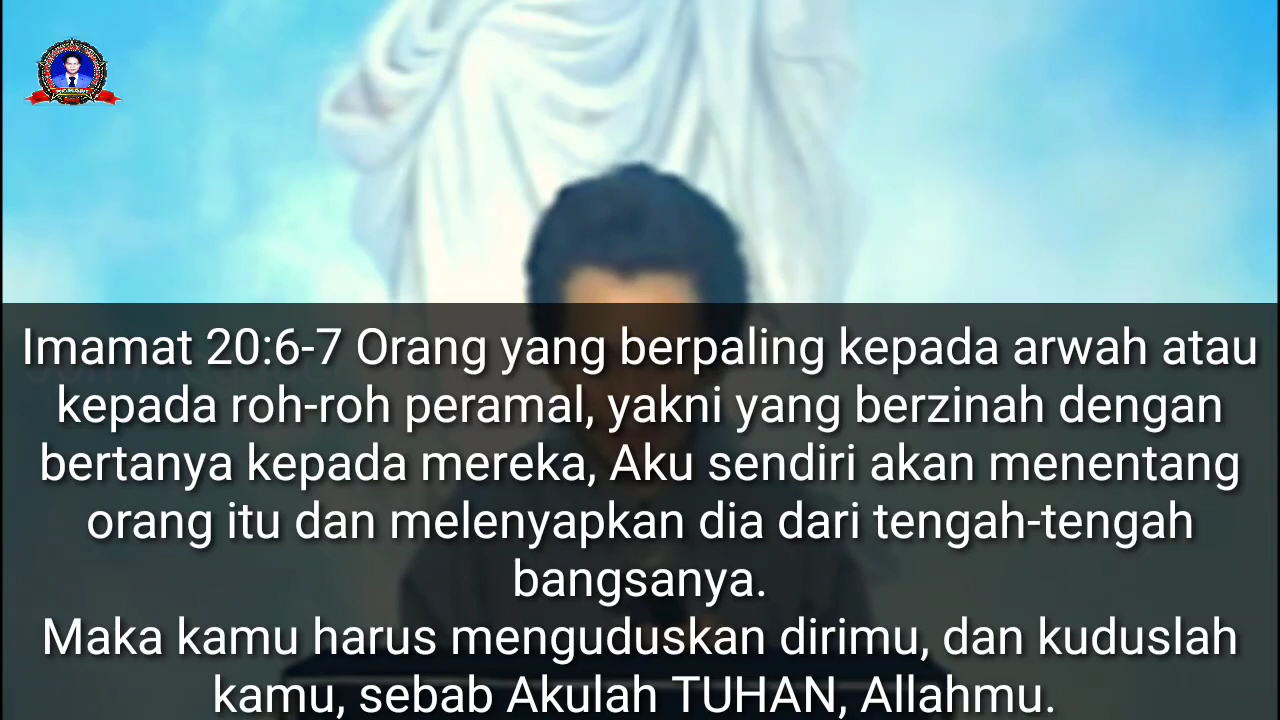 Imamat 20:6-7 Orang yang berpaling kepada arwah atau
kepada roh-roh peramal, yakni yang berzinah dengan
bertanya kepada mereka, Aku sendiri akan menentang
orang itu dan melenyapkan dia dari tengah-tengah
bangsanya.
Maka kamu harus menguduskan dirimu, dan kuduslah
kamu, sebab Akulah TUHAN, Allahmu.